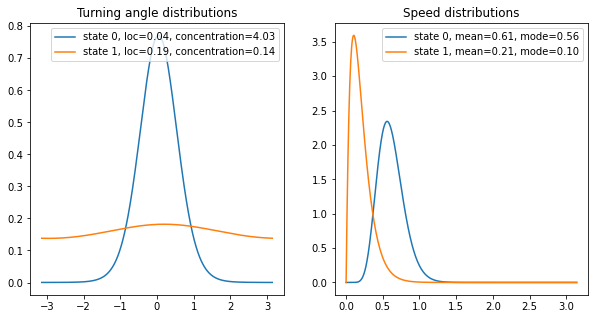 Turning angle distributions
state 0, loc=0.04, concentration=4.03
state 1, loc=0.19, concentration=0.14
0.8
0.7
0.6
0.5
0.4
0.3
0.2
0.1
0.0
−3 −2 −1 0 1 2 3
Speed distributions
state 0, mean=0.61, mode=0.56
state 1, mean=0.21, mode=0.10
3.5
3.0
2.5
2.0
1.5
1.0
0.5
0.0
0.0 0.5 1.0 1.5 2.0 2.5 3.0